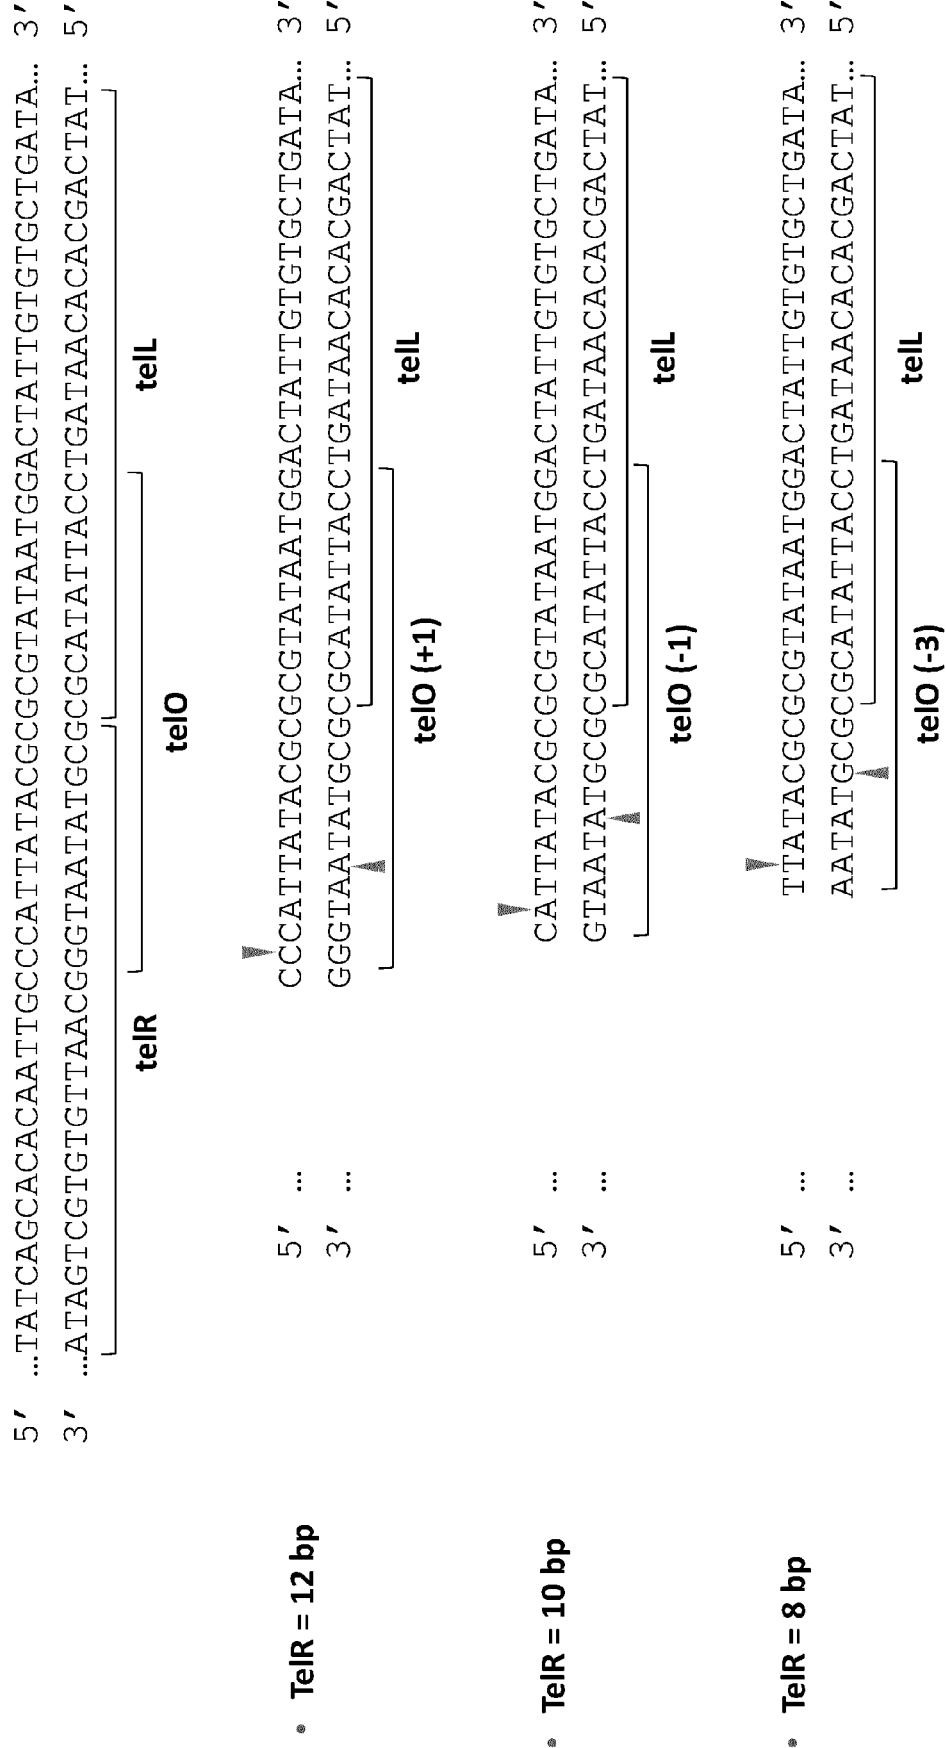 5′ ...TATCAGCACACAATTGCCCATTATACGCGCGTATAATGGACTATTGTGTGCTGATA... 3′
3′ ...ATAGTCGTGTGTTAACGGGTAATATGCGCGCATATTACCTGATAACACACGACTAT... 5′
telR telO telL
• TelR = 12 bp
5′ ... CCCATTATACGCGCGTATAATGGACTATTGTGTGCTGATA... 3′
3′ ... GGGTAATATGCGCGCATATTACCTGATAACACACGACTAT... 5′
telO (+1) telL
• TelR = 10 bp
5′ ... CATTATACGCGCGTATAATGGACTATTGTGTGCTGATA... 3′
3′ ... GTAATATGCGCGCATATTACCTGATAACACACGACTAT... 5′
telO (-1) telL
• TelR = 8 bp
5′ ... TTATACGCGCGTATAATGGACTATTGTGTGCTGATA... 3′
3′ ... AATATGCGCGCATATTACCTGATAACACACGACTAT... 5′
telO (-3) telL